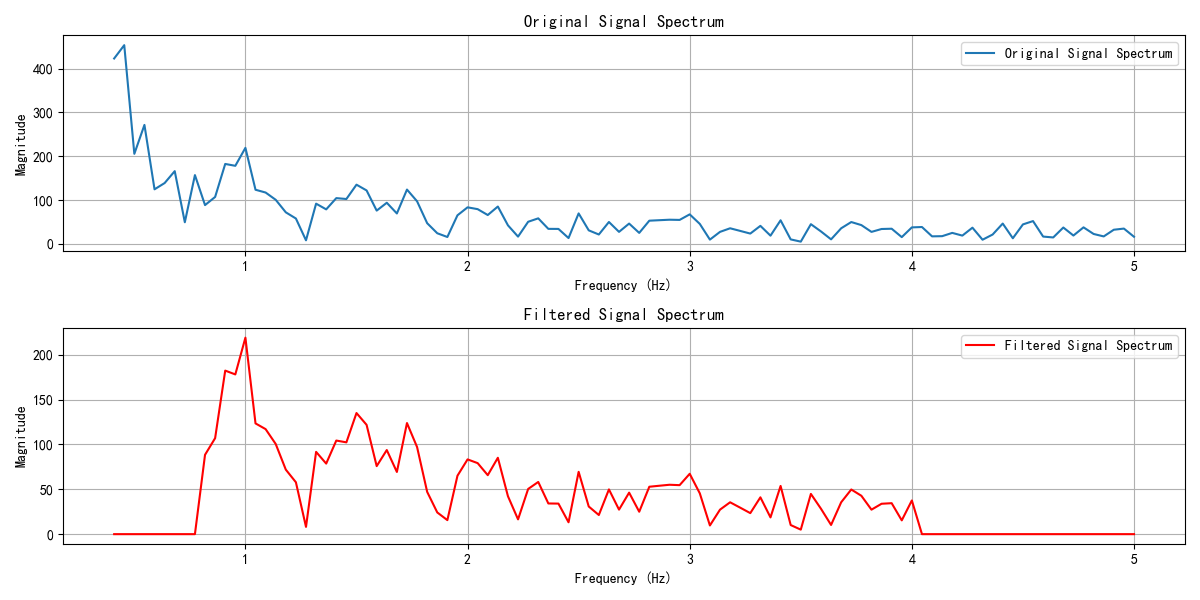 Original Signal Spectrum
Original Signal Spectrum
Magnitude
400
300
200
100
0
1 2 3 4 5
Frequency (Hz)
Filtered Signal Spectrum
Filtered Signal Spectrum
Magnitude
200
150
100
50
0
1 2 3 4 5
Frequency (Hz)